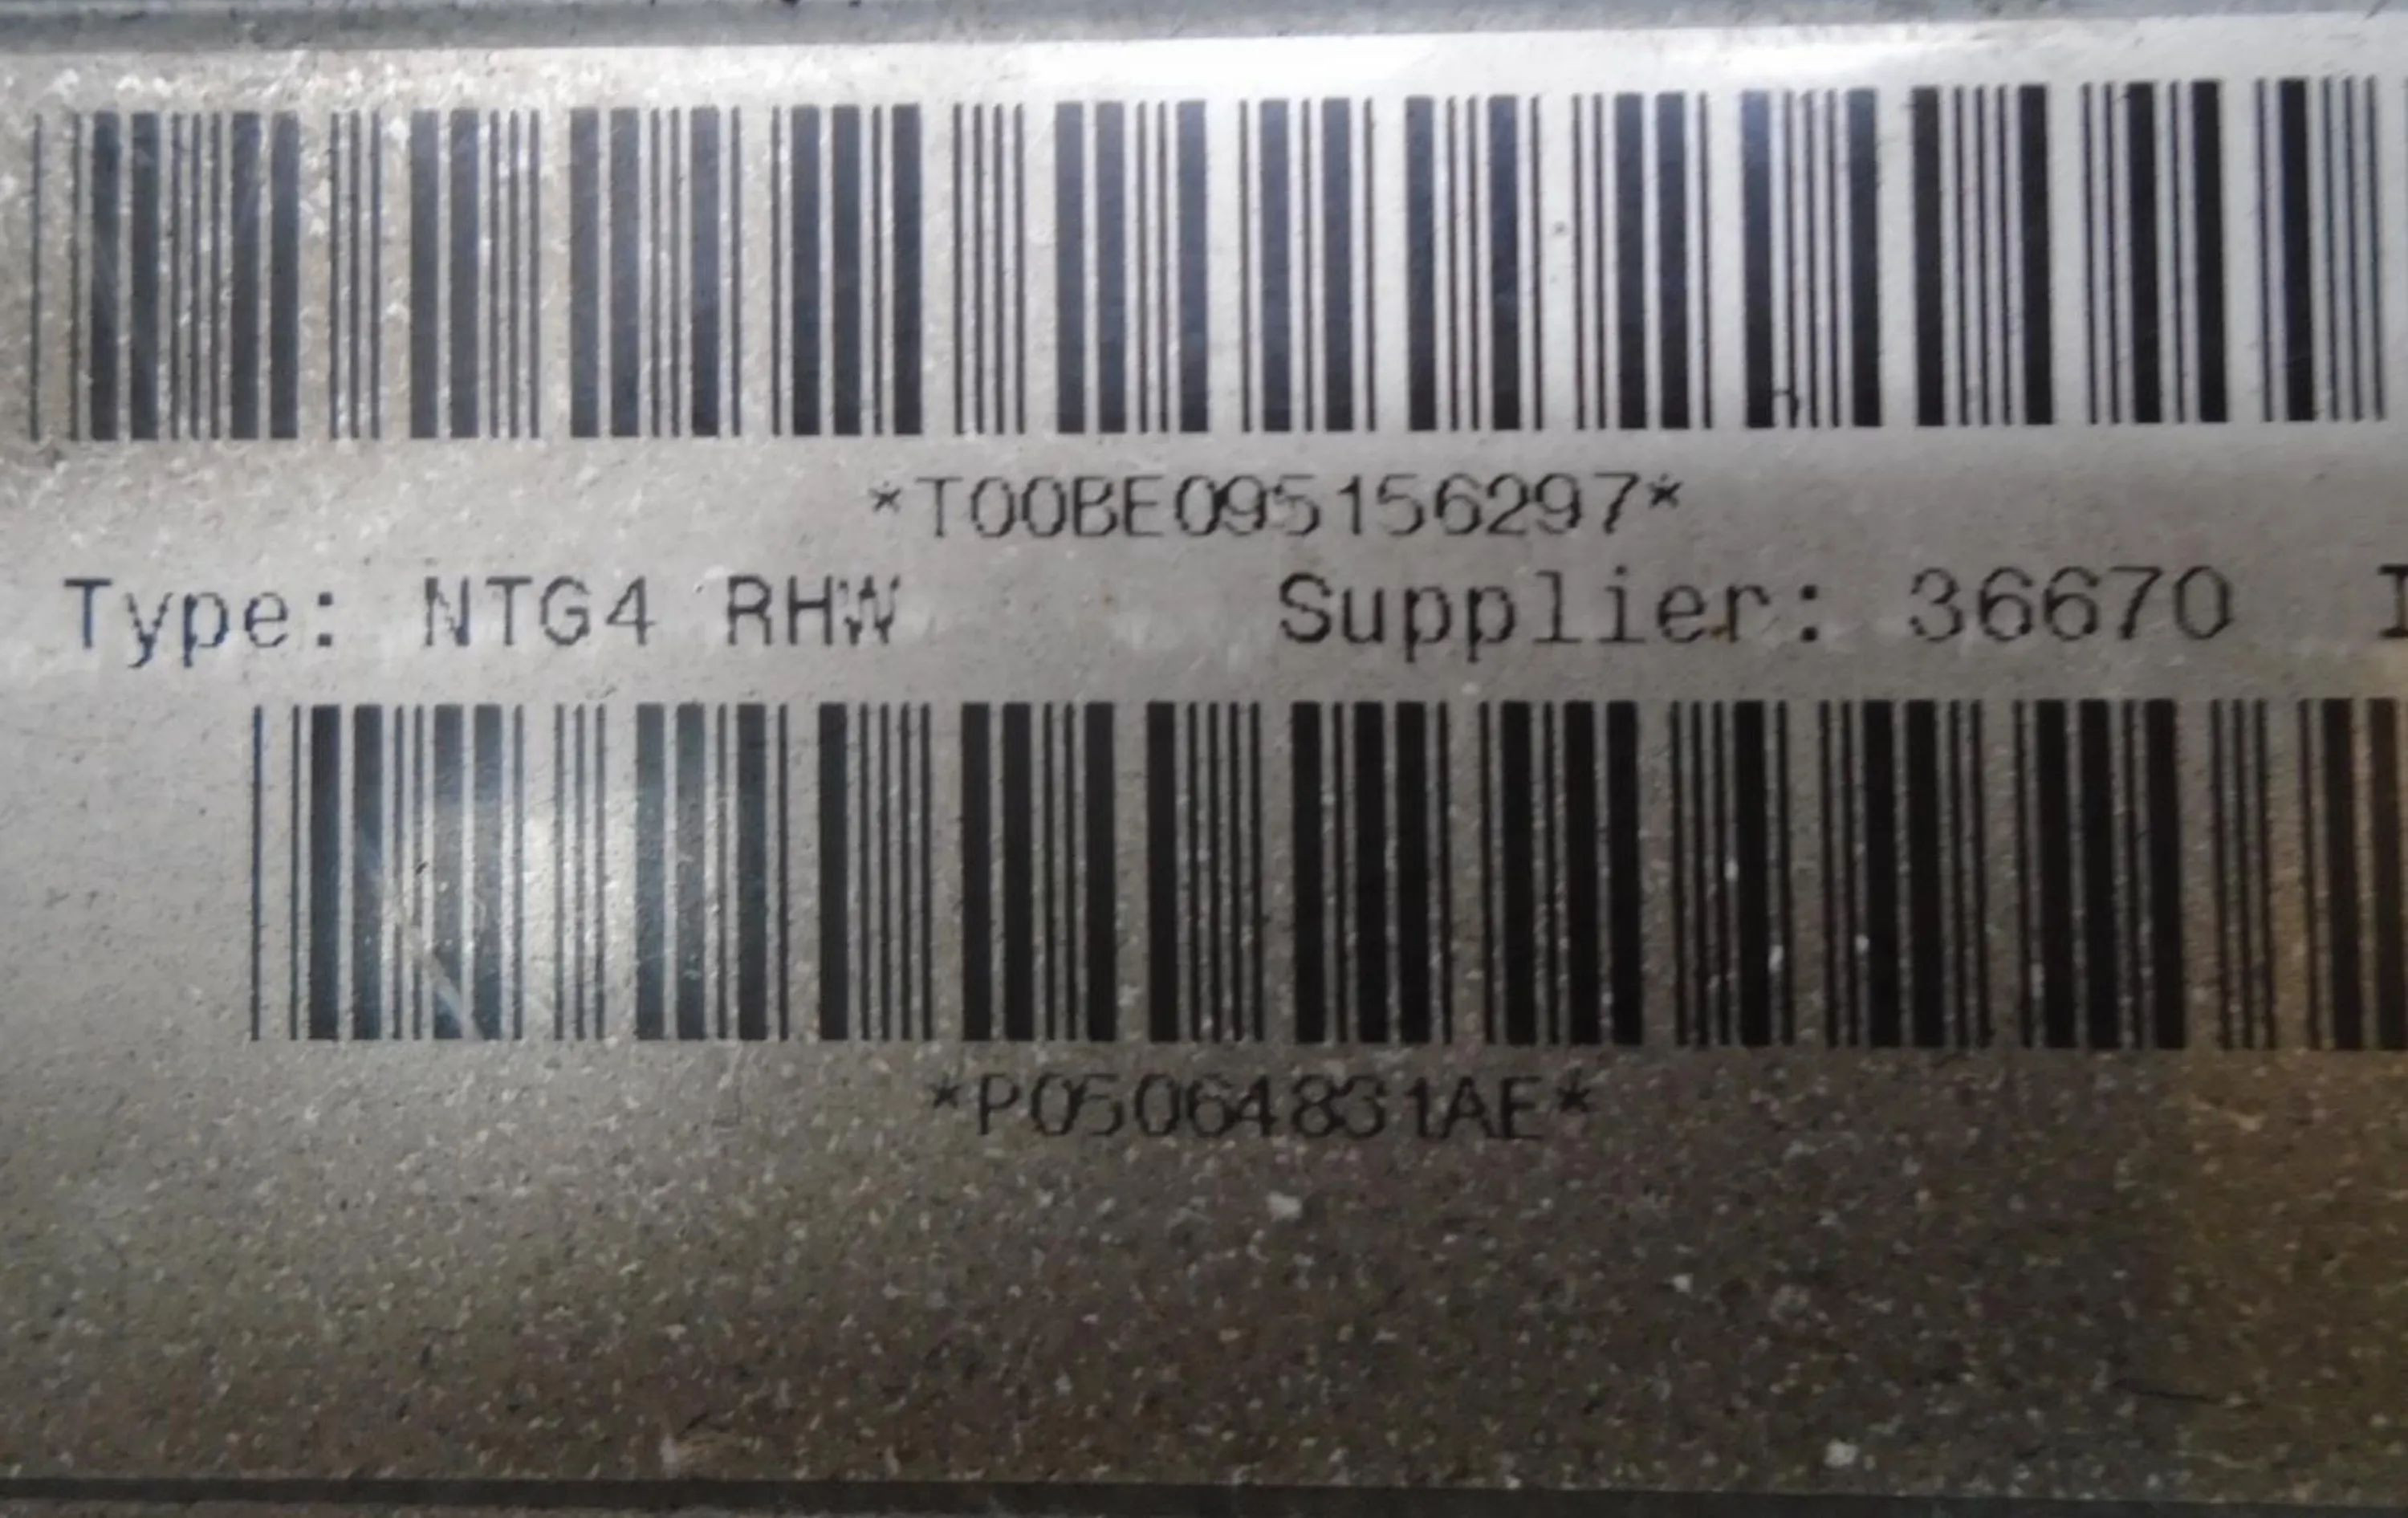 *T00BE095156297*
Type: NTG4 RHW Supplier: 36670
*P05064831AE*